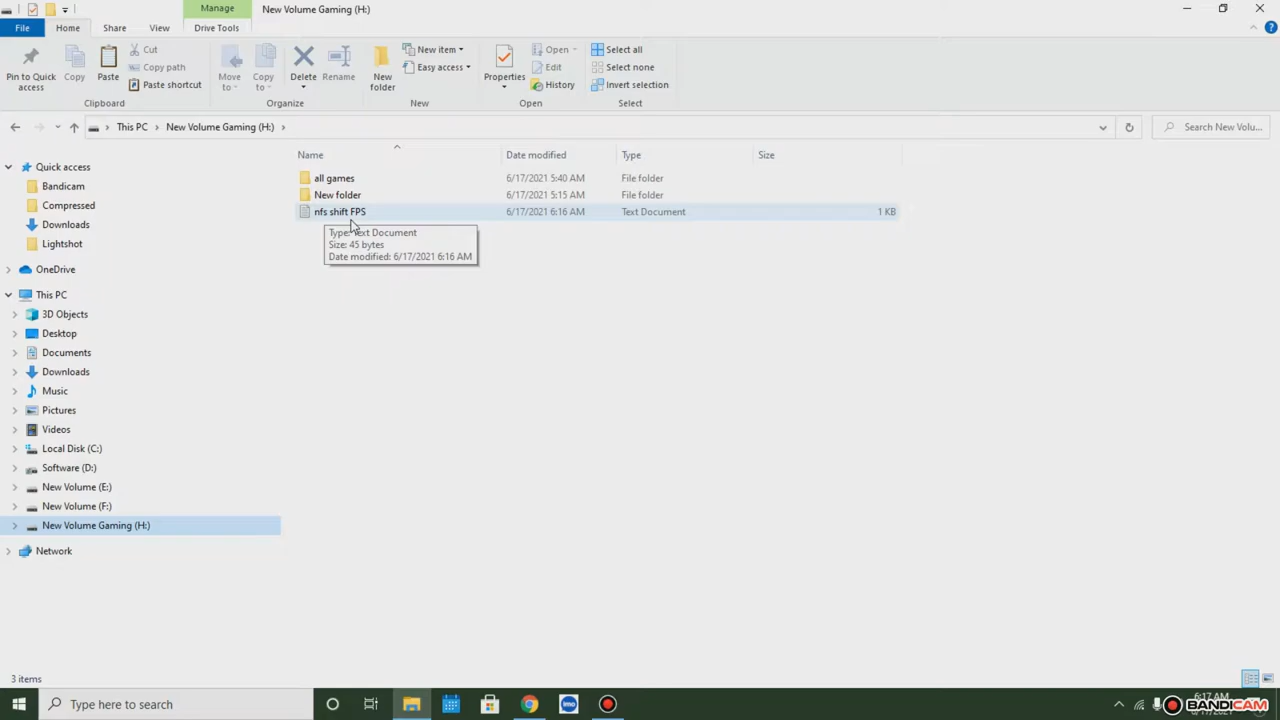 Manage
New Volume Gaming (H:)
File
Home
Share
View
Drive Tools
Pin to Quick access
Copy
Paste
Cut
Copy path
Paste shortcut
Clipboard
Move to
Copy to
Delete
Rename
Organize
New folder
New item
Easy access
New
Properties
Open
Edit
History
Open
Select all
Select none
Invert selection
Select
This PC
New Volume Gaming (H:)
Search New Volu...
Name
Date modified
Type
Size
all games 6/17/2021 5:40 AM File folder
New folder 6/17/2021 5:15 AM File folder
nfs shift FPS 6/17/2021 6:16 AM Text Document 1 KB
Type: Text Document
Size: 45 bytes
Date modified: 6/17/2021 6:16 AM
Quick access
Bandicam
Compressed
Downloads
Lightshot
OneDrive
This PC
3D Objects
Desktop
Documents
Downloads
Music
Pictures
Videos
Local Disk (C:)
Software (D:)
New Volume (E:)
New Volume (F:)
New Volume Gaming (H:)
Network
3 items
Type here to search
imo
6:17 AM
BANDICAM